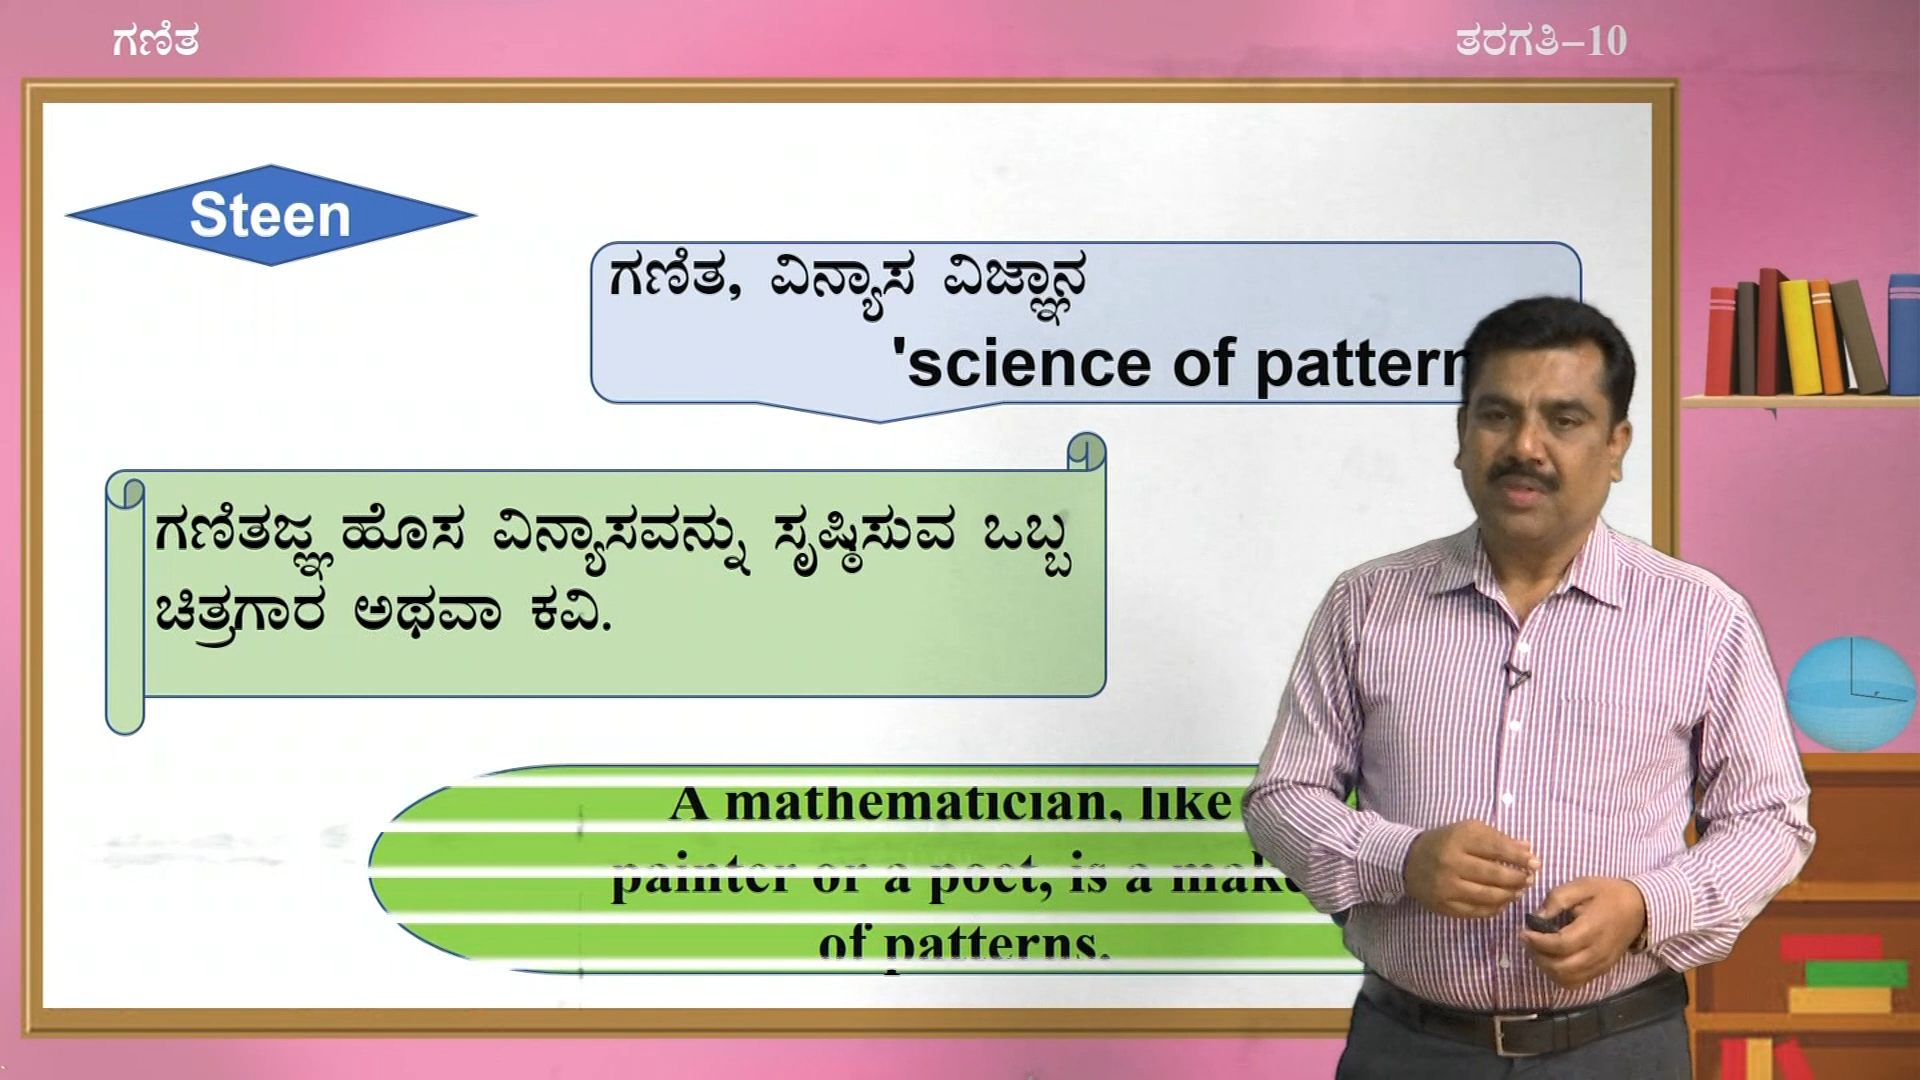 ಗಣಿತ
ತರಗತಿ–10
Steen
ಗಣಿತ, ವಿನ್ಯಾಸ ವಿಜ್ಞಾನ
'science of
ಗಣಿತಜ್ಞ ಹೊಸ ವಿನ್ಯಾಸವನ್ನು ಸೃಷ್ಠಿಸುವ ಒಬ್ಬ
ಚಿತ್ರಗಾರ ಅಥವಾ ಕವಿ.
A mathematician, like
painter or a poet, is a
of patterns.